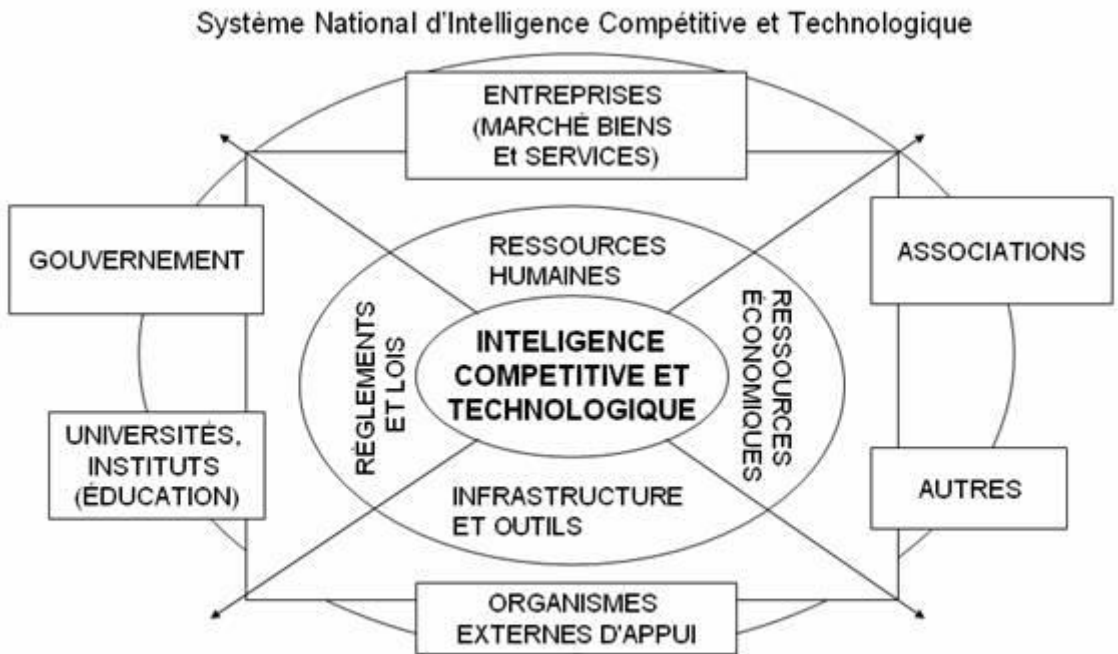 Système National d'Intelligence Compétitive et Technologique
ENTREPRISES
(MARCHÉ BIENS
Et SERVICES)
GOUVERNEMENT
ASSOCIATIONS
RESSOURCES
HUMAINES
RÈGLEMENTS
ET LOIS
INTELIGENCE
COMPETITIVE ET
TECHNOLOGIQUE
RESSOURCES
ÉCONOMIQUES
UNIVERSITÉS,
INSTITUTS
(ÉDUCATION)
AUTRES
INFRASTRUCTURE
ET OUTILS
ORGANISMES
EXTERNES D'APPUI